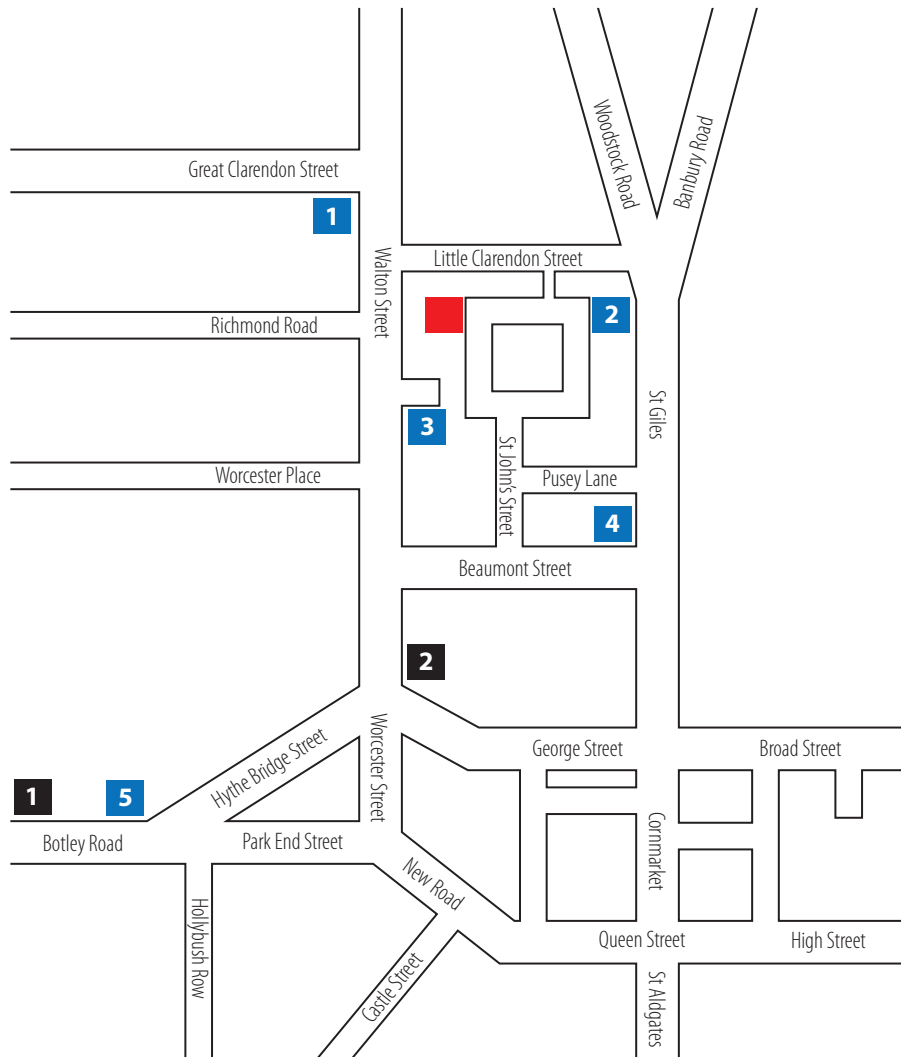 Woodstock Road
Banbury Road
Great Clarendon Street
1
Walton Street
Little Clarendon Street
Richmond Road
2
St Giles
3
St John's Street
Worcester Place
Pusey Lane
4
Beaumont Street
2
Worcester Street
George Street
Broad Street
Hythe Bridge Street
1
5
Botley Road
Park End Street
Cornmarket
New Road
Hollybush Row
Queen Street
High Street
Castle Street
St Aldgates